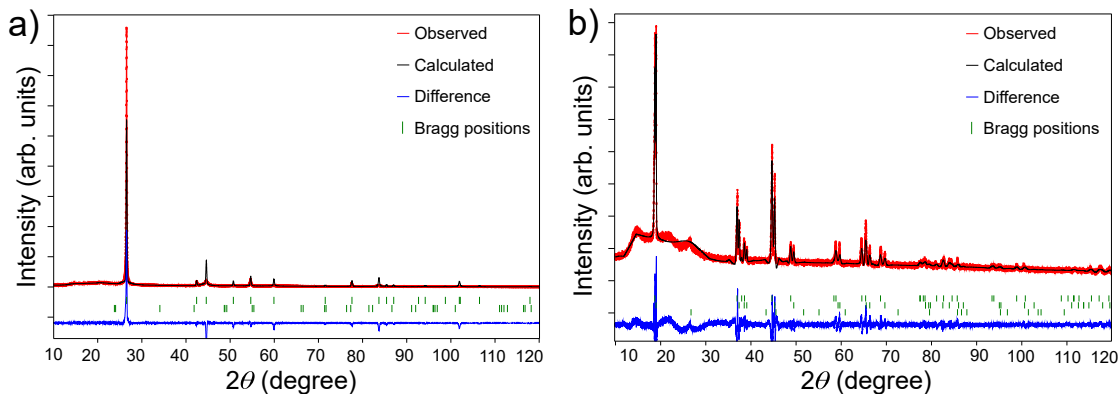 a)
Intensity (arb. units)
Observed
Calculated
Difference
Bragg positions
10 20 30 40 50 60 70 80 90 100 110 120
2θ (degree)
b)
Intensity (arb. units)
Observed
Calculated
Difference
Bragg positions
10 20 30 40 50 60 70 80 90 100 110 120
2θ (degree)